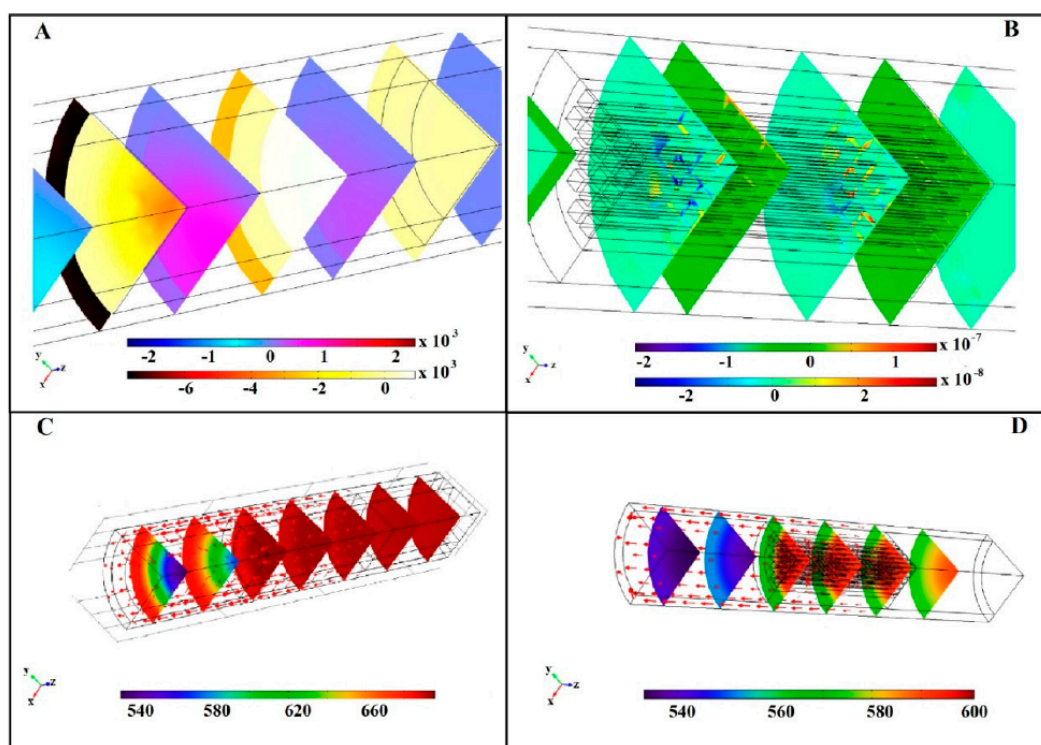 A
B
y
z
x
-2 -1 0 1 2 x 10^3
-6 -4 -2 0 x 10^3
y
z
x
-2 -1 0 1 x 10^-7
-2 0 2 x 10^-8
C
D
y
z
x
540 580 620 660
y
z
x
540 560 580 600